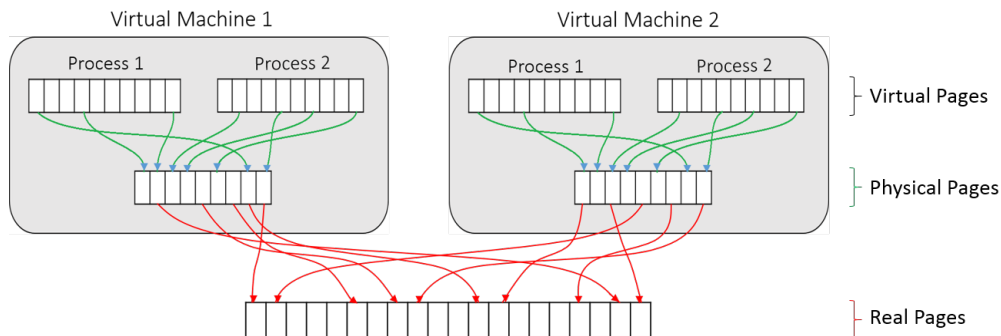 Virtual Machine 1
Virtual Machine 2
Process 1
Process 2
Process 1
Process 2
Virtual Pages
Physical Pages
Real Pages